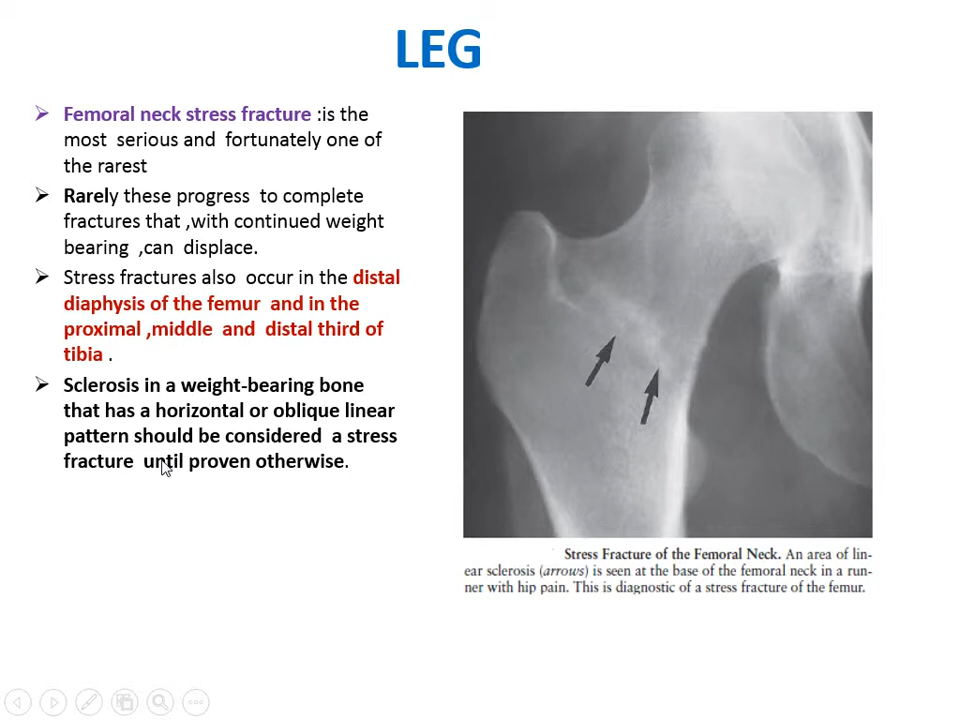 LEG
Femoral neck stress fracture :is the
most serious and fortunately one of
the rarest
Rarely these progress to complete
fractures that ,with continued weight
bearing ,can displace.
Stress fractures also occur in the distal
diaphysis of the femur and in the
proximal ,middle and distal third of
tibia .
Sclerosis in a weight-bearing bone
that has a horizontal or oblique linear
pattern should be considered a stress
fracture until proven otherwise.
Stress Fracture of the Femoral Neck. An area of lin-
ear sclerosis (arrows) is seen at the base of the femoral neck in a run-
ner with hip pain. This is diagnostic of a stress fracture of the femur.